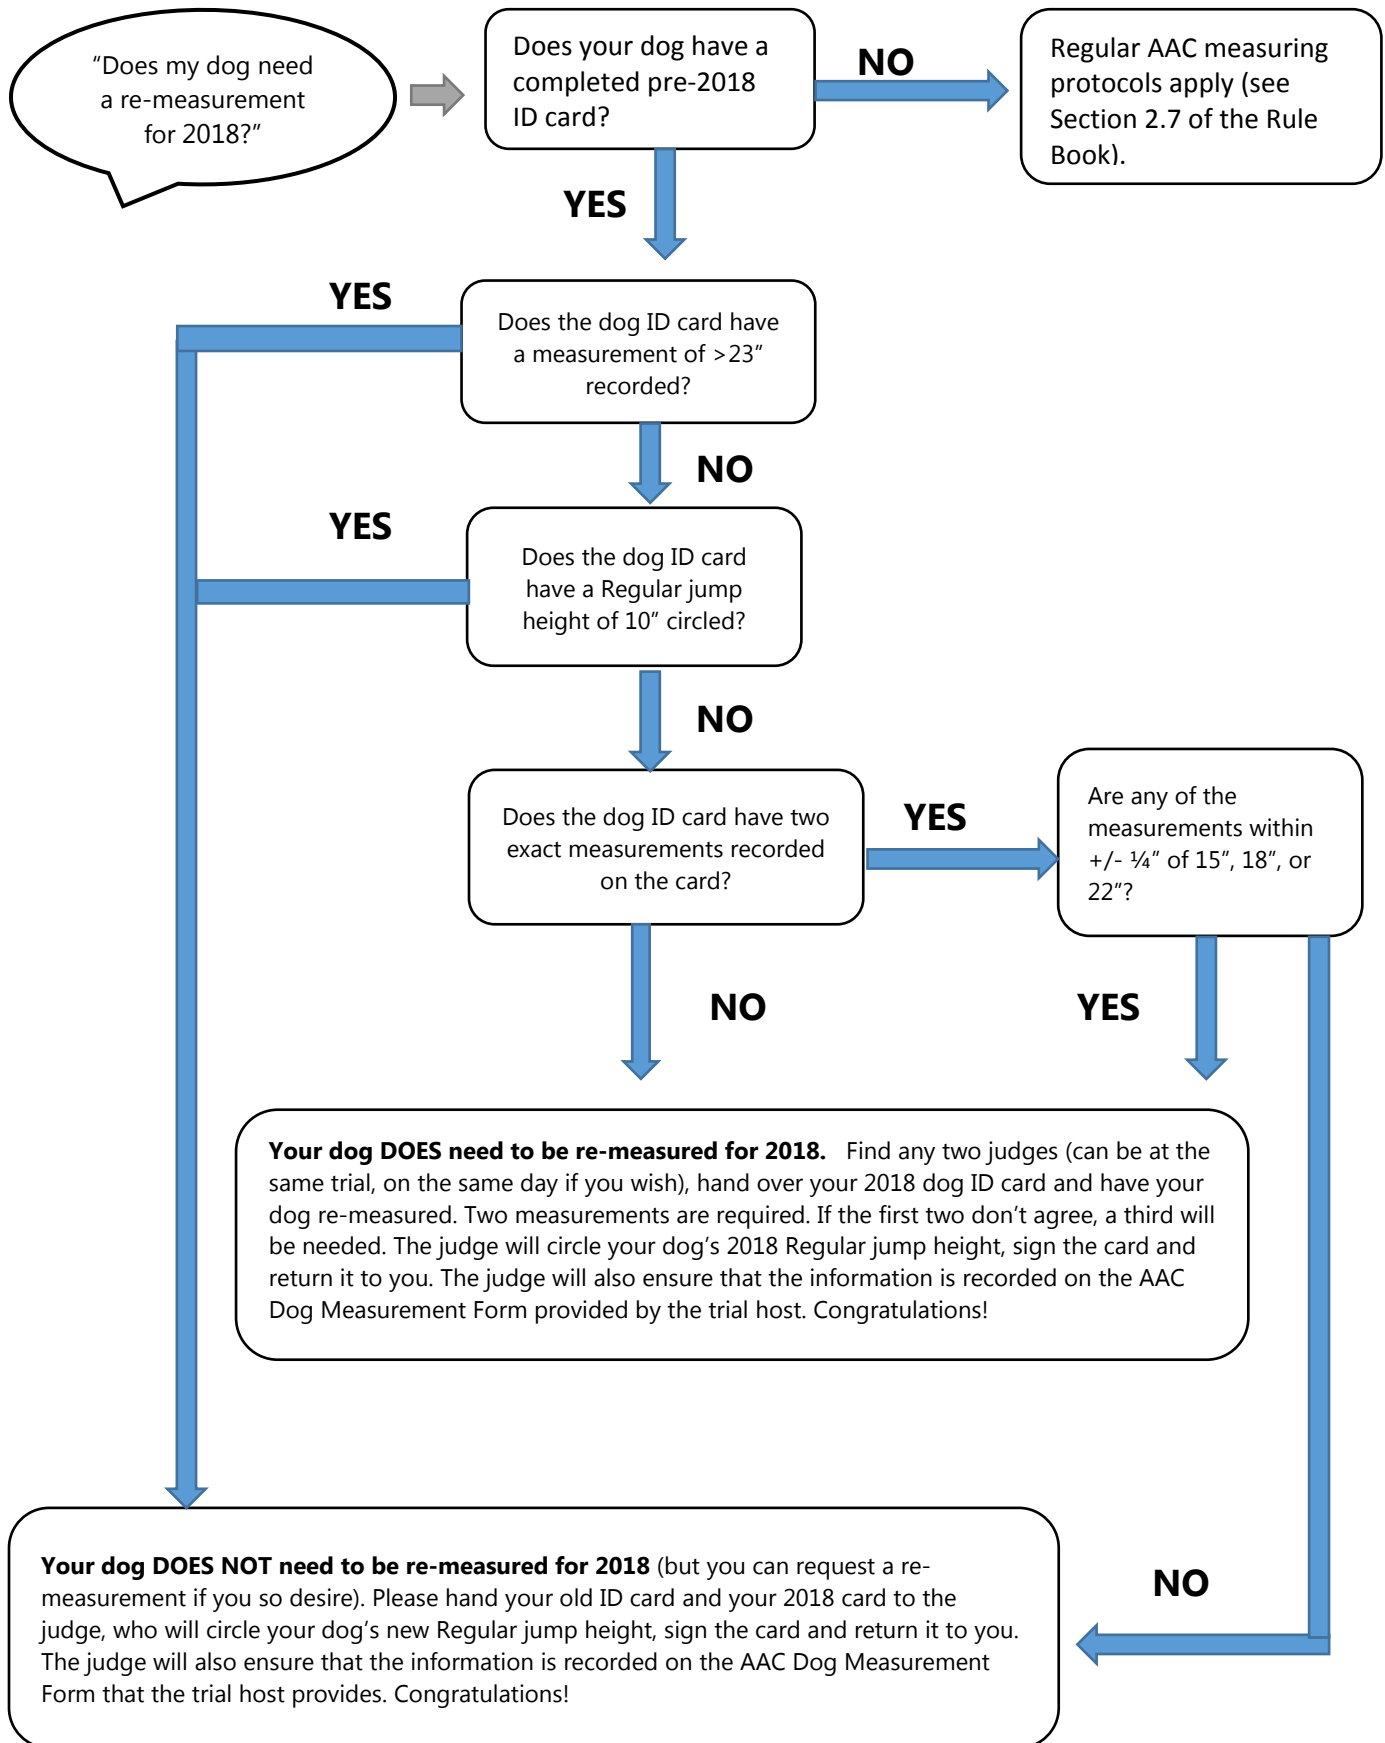 "Does my dog need
a re-measurement
for 2018?"
Does your dog have a
completed pre-2018
ID card?
NO
Regular AAC measuring
protocols apply (see
Section 2.7 of the Rule
Book).
YES
YES
Does the dog ID card have
a measurement of >23"
recorded?
NO
YES
Does the dog ID card
have a Regular jump
height of 10" circled?
NO
Does the dog ID card have two
exact measurements recorded
on the card?
YES
Are any of the
measurements within
+/- ¼" of 15", 18", or
22"?
NO
YES
Your dog DOES need to be re-measured for 2018. Find any two judges (can be at the
same trial, on the same day if you wish), hand over your 2018 dog ID card and have your
dog re-measured. Two measurements are required. If the first two don't agree, a third will
be needed. The judge will circle your dog's 2018 Regular jump height, sign the card and
return it to you. The judge will also ensure that the information is recorded on the AAC
Dog Measurement Form provided by the trial host. Congratulations!
Your dog DOES NOT need to be re-measured for 2018 (but you can request a re-
measurement if you so desire). Please hand your old ID card and your 2018 card to the
judge, who will circle your dog's new Regular jump height, sign the card and return it to you.
The judge will also ensure that the information is recorded on the AAC Dog Measurement
Form that the trial host provides. Congratulations!
NO